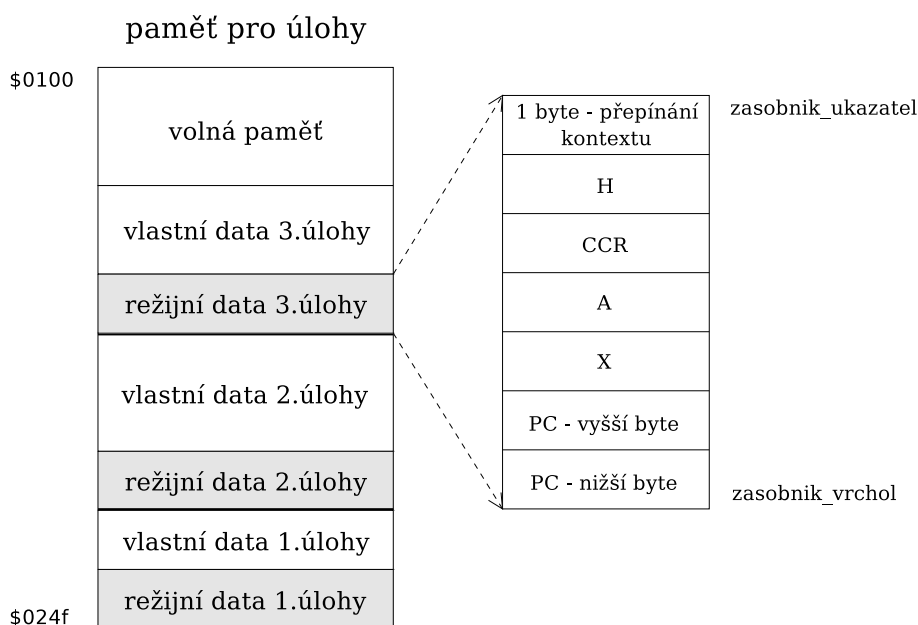 paměť pro úlohy
$0100
volná paměť
vlastní data 3.úlohy
režijní data 3.úlohy
vlastní data 2.úlohy
režijní data 2.úlohy
vlastní data 1.úlohy
režijní data 1.úlohy
$024f
1 byte - přepínání
kontextu
H
CCR
A
X
PC - vyšší byte
PC - nižší byte
zasobnik_ukazatel
zasobnik_vrchol